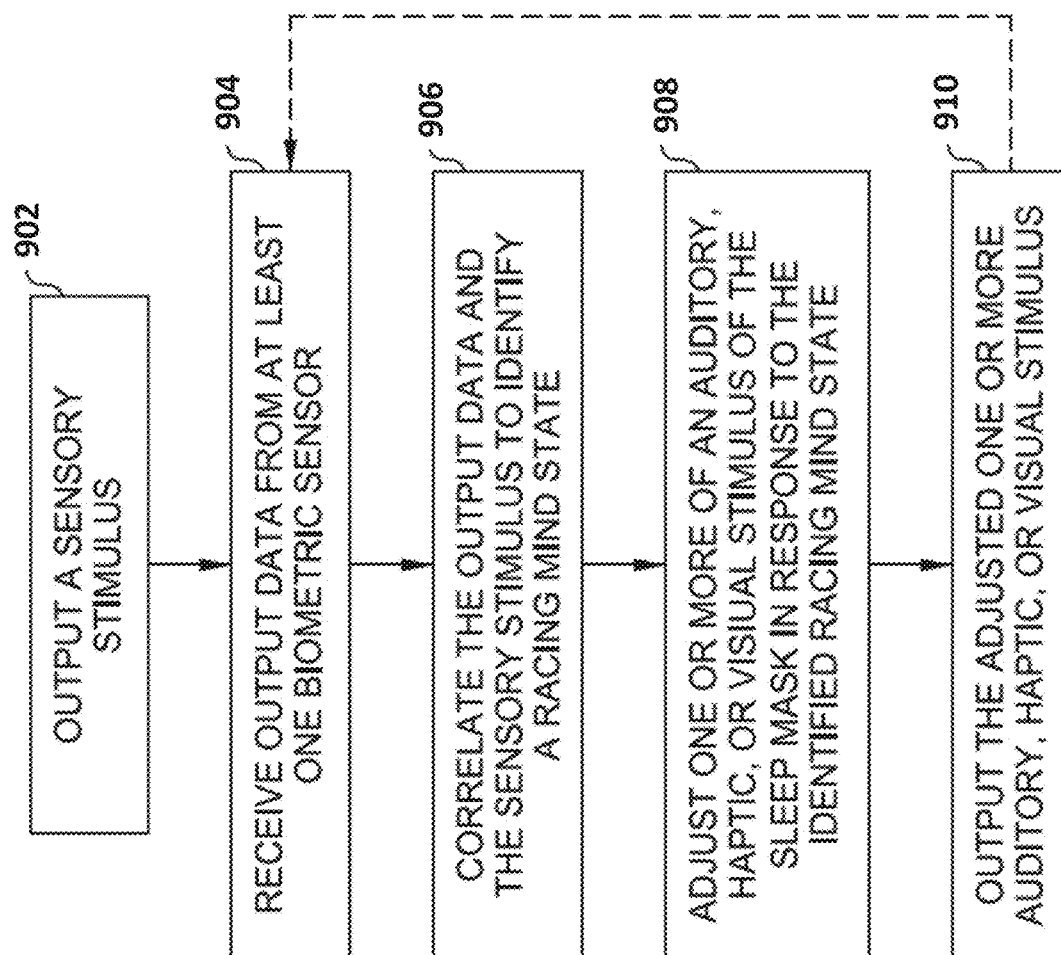 902
OUTPUT A SENSORY
STIMULUS
904
RECEIVE OUTPUT DATA FROM AT LEAST
ONE BIOMETRIC SENSOR
906
CORRELATE THE OUTPUT DATA AND
THE SENSORY STIMULUS TO IDENTIFY
A RACING MIND STATE
908
ADJUST ONE OR MORE OF AN AUDITORY,
HAPTIC, OR VISIUAL STIMULUS OF THE
SLEEP MASK IN RESPONSE TO THE
IDENTIFIED RACING MIND STATE
910
OUTPUT THE ADJUSTED ONE OR MORE
AUDITORY, HAPTIC, OR VISUAL STIMULUS